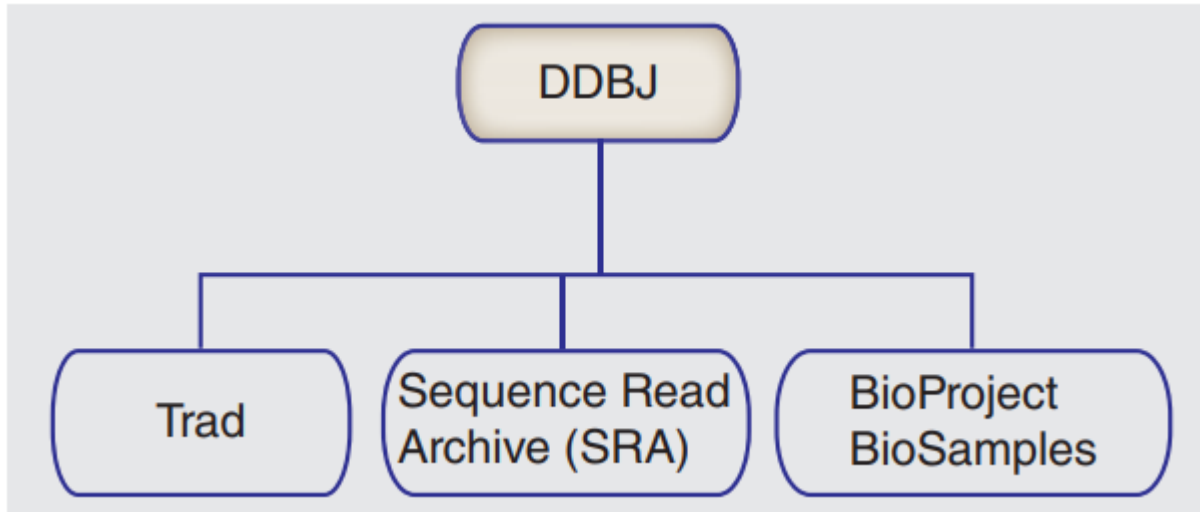 DDBJ
Trad
Sequence Read
Archive (SRA)
BioProject
BioSamples